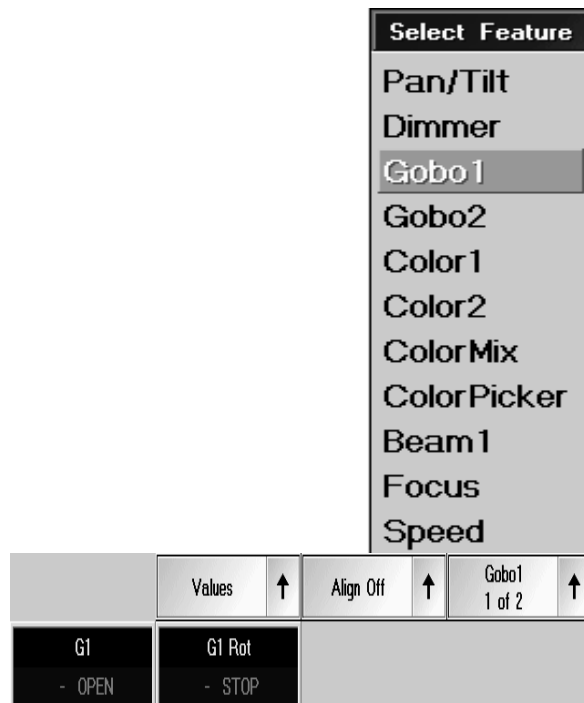 Select Feature
Pan/Tilt
Dimmer
Gobo1
Gobo2
Color1
Color2
ColorMix
ColorPicker
Beam1
Focus
Speed
Values ↑ Align Off ↑ Gobo1 ↑
1 of 2
G1 G1 Rot
- OPEN - STOP